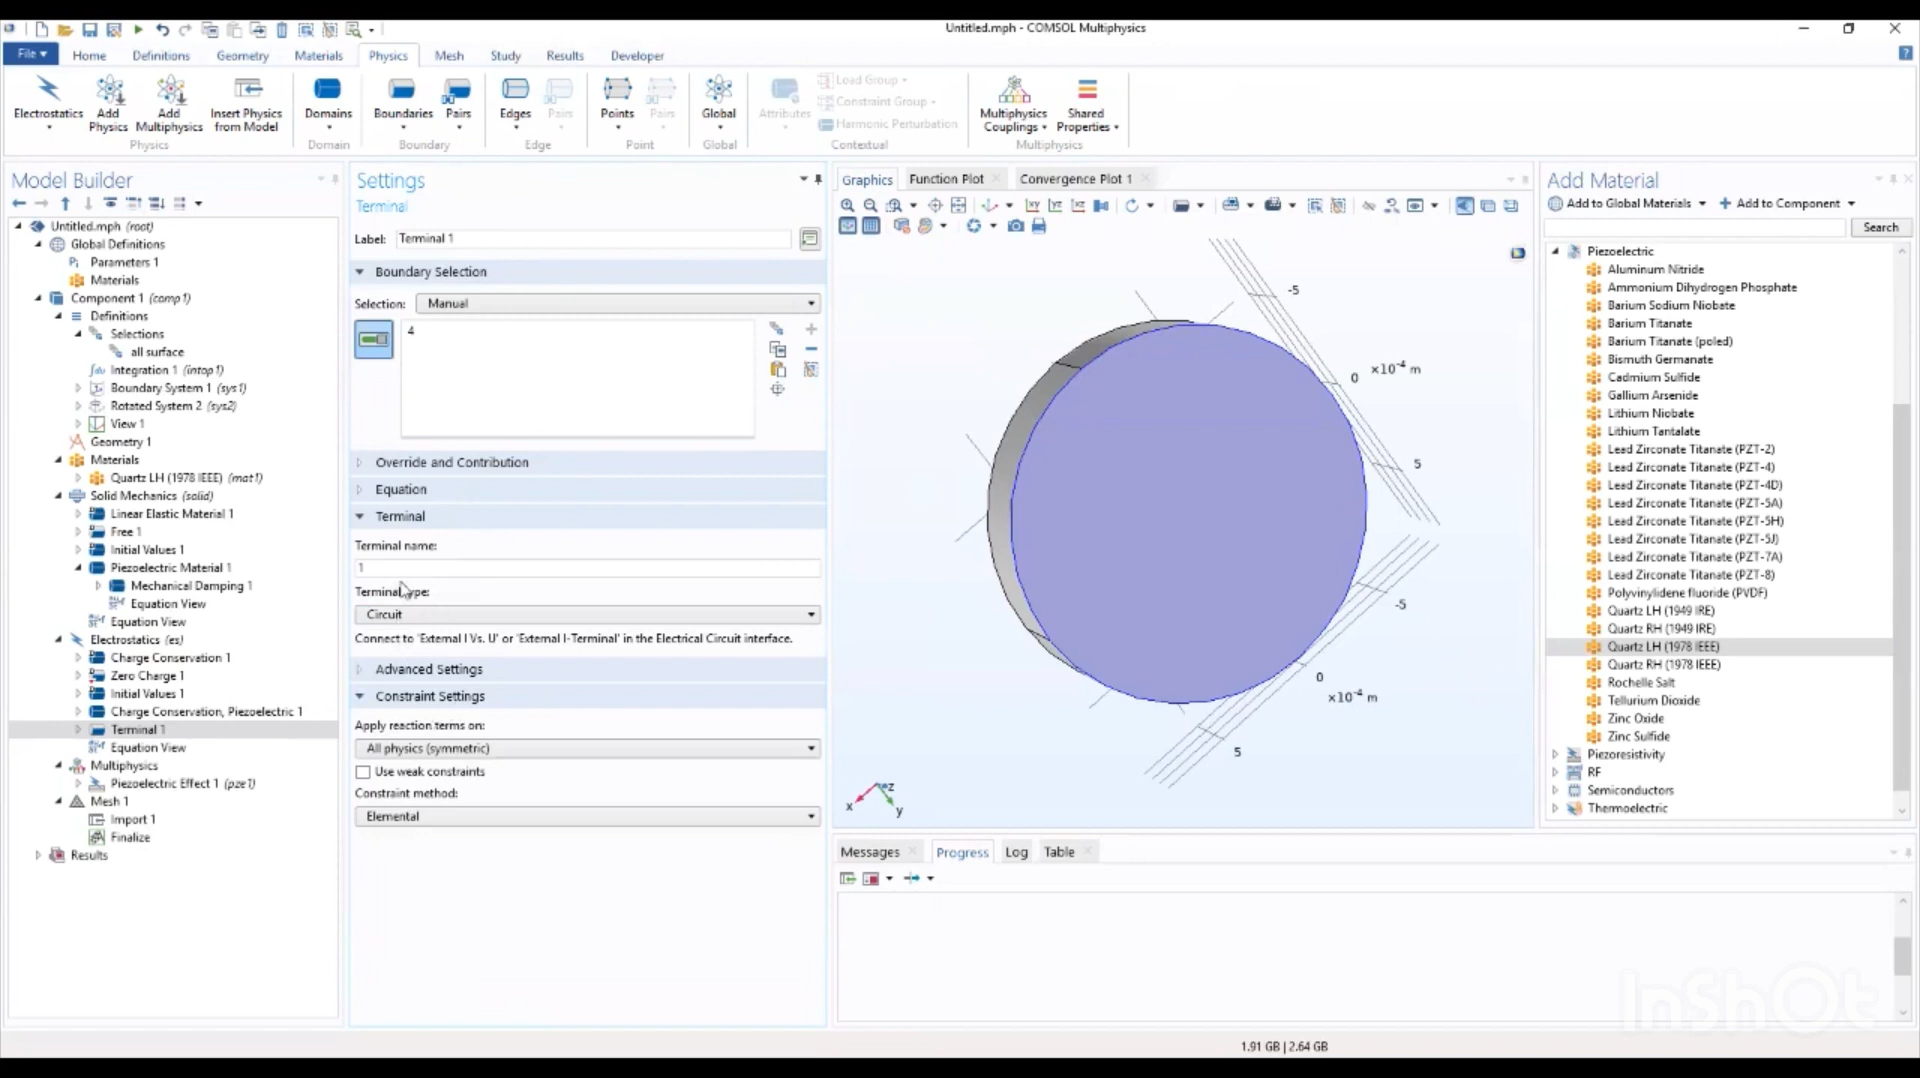 Untitled.mph - COMSOL Multiphysics
File
Home
Definitions
Geometry
Materials
Physics
Mesh
Study
Results
Developer
Electrostatics
Add Physics
Add Multiphysics
Insert Physics from Model
Physics
Domains
Domain
Boundaries
Pairs
Boundary
Edges
Pairs
Edge
Points
Pairs
Point
Global
Global
Attributes
Load Group
Constraint Group
Harmonic Perturbation
Contextual
Multiphysics Couplings
Shared Properties
Multiphysics
Model Builder
Untitled.mph (root)
Global Definitions
Pi Parameters 1
Materials
Component 1 (comp1)
Definitions
Selections
all surface
Integration 1 (intop1)
Boundary System 1 (sys1)
Rotated System 2 (sys2)
View 1
Geometry 1
Materials
Quartz LH (1978 IEEE) (mat1)
Solid Mechanics (solid)
Linear Elastic Material 1
Free 1
Initial Values 1
Piezoelectric Material 1
Mechanical Damping 1
Equation View
Equation View
Electrostatics (es)
Charge Conservation 1
Zero Charge 1
Initial Values 1
Charge Conservation, Piezoelectric 1
Terminal 1
Equation View
Multiphysics
Piezoelectric Effect 1 (pze1)
Mesh 1
Import 1
Finalize
Results
Settings
Terminal
Label: Terminal 1
Boundary Selection
Selection: Manual
4
Override and Contribution
Equation
Terminal
Terminal name:
1
Terminal type:
Circuit
Connect to 'External I Vs. U' or 'External I-Terminal' in the Electrical Circuit interface.
Advanced Settings
Constraint Settings
Apply reaction terms on:
All physics (symmetric)
Use weak constraints
Constraint method:
Elemental
Graphics
Function Plot
Convergence Plot 1
-5
0 ×10⁻⁴ m
5
-5
0
×10⁻⁴ m
5
z
x
y
Messages
Progress
Log
Table
1.91 GB | 2.64 GB
Add Material
Add to Global Materials
+ Add to Component
Search
Piezoelectric
Aluminum Nitride
Ammonium Dihydrogen Phosphate
Barium Sodium Niobate
Barium Titanate
Barium Titanate (poled)
Bismuth Germanate
Cadmium Sulfide
Gallium Arsenide
Lithium Niobate
Lithium Tantalate
Lead Zirconate Titanate (PZT-2)
Lead Zirconate Titanate (PZT-4)
Lead Zirconate Titanate (PZT-4D)
Lead Zirconate Titanate (PZT-5A)
Lead Zirconate Titanate (PZT-5H)
Lead Zirconate Titanate (PZT-5J)
Lead Zirconate Titanate (PZT-7A)
Lead Zirconate Titanate (PZT-8)
Polyvinylidene fluoride (PVDF)
Quartz LH (1949 IRE)
Quartz RH (1949 IRE)
Quartz LH (1978 IEEE)
Quartz RH (1978 IEEE)
Rochelle Salt
Tellurium Dioxide
Zinc Oxide
Zinc Sulfide
Piezoresistivity
RF
Semiconductors
Thermoelectric
InShOt